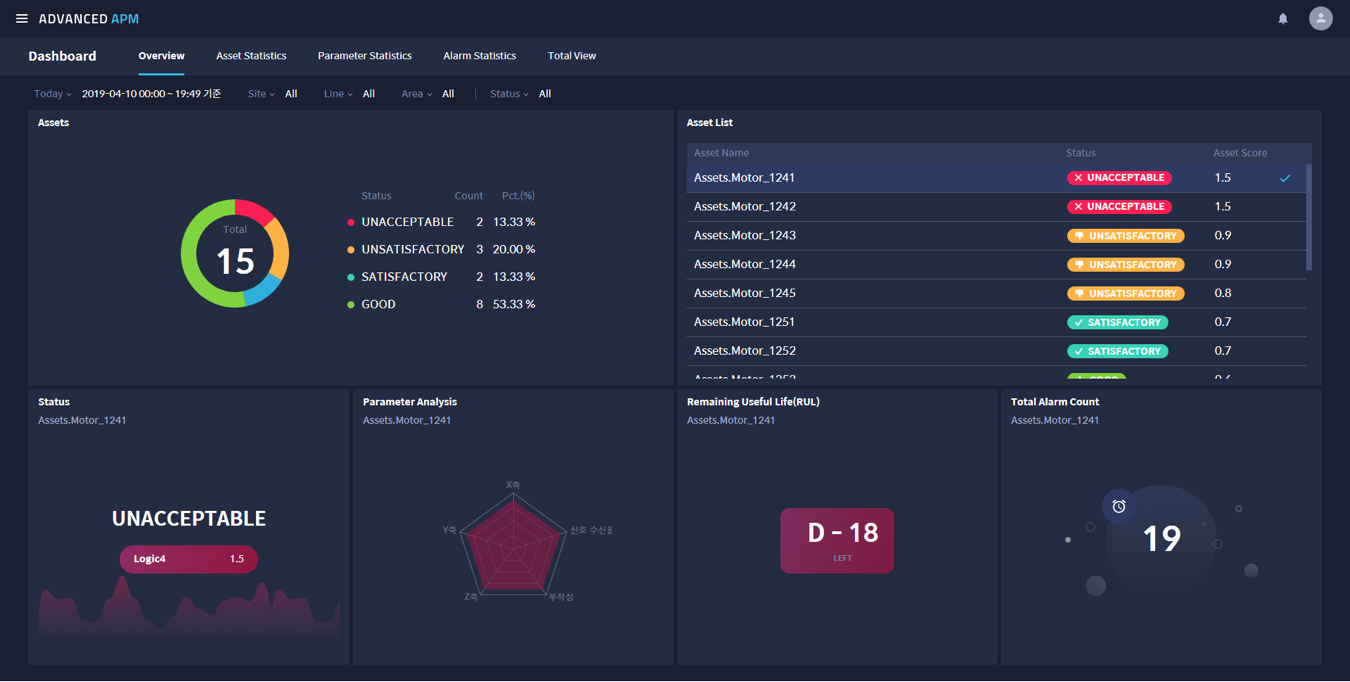 ADVANCED APM
Dashboard Overview Asset Statistics Parameter Statistics Alarm Statistics Total View
Today 2019-04-10 00:00 ~ 19:49 기준 Site All Line All Area All Status All
Assets
Status Count Pct.(%)
UNACCEPTABLE 2 13.33 %
UNSATISFACTORY 3 20.00 %
SATISFACTORY 2 13.33 %
GOOD 8 53.33 %
Total
15
Asset List
Asset Name Status Asset Score
Assets.Motor_1241 UNACCEPTABLE 1.5
Assets.Motor_1242 UNACCEPTABLE 1.5
Assets.Motor_1243 UNSATISFACTORY 0.9
Assets.Motor_1244 UNSATISFACTORY 0.9
Assets.Motor_1245 UNSATISFACTORY 0.8
Assets.Motor_1251 SATISFACTORY 0.7
Assets.Motor_1252 SATISFACTORY 0.7
Status
Assets.Motor_1241
UNACCEPTABLE
Logic4 1.5
Parameter Analysis
Assets.Motor_1241
X축
Y축
신호 수신
Z축
부착성
Remaining Useful Life(RUL)
Assets.Motor_1241
D – 18
LEFT
Total Alarm Count
Assets.Motor_1241
19